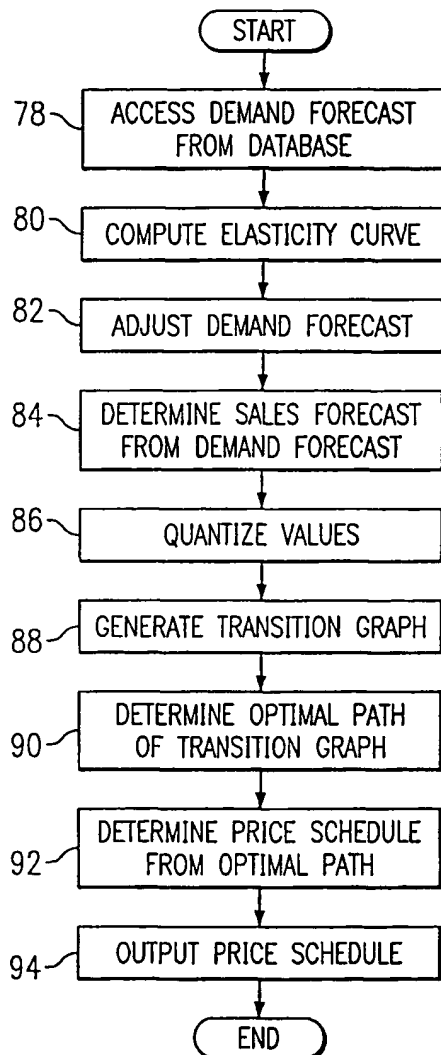 START
78
ACCESS DEMAND FORECAST
FROM DATABASE
80
COMPUTE ELASTICITY CURVE
82
ADJUST DEMAND FORECAST
84
DETERMINE SALES FORECAST
FROM DEMAND FORECAST
86
QUANTIZE VALUES
88
GENERATE TRANSITION GRAPH
90
DETERMINE OPTIMAL PATH
OF TRANSITION GRAPH
92
DETERMINE PRICE SCHEDULE
FROM OPTIMAL PATH
94
OUTPUT PRICE SCHEDULE
END